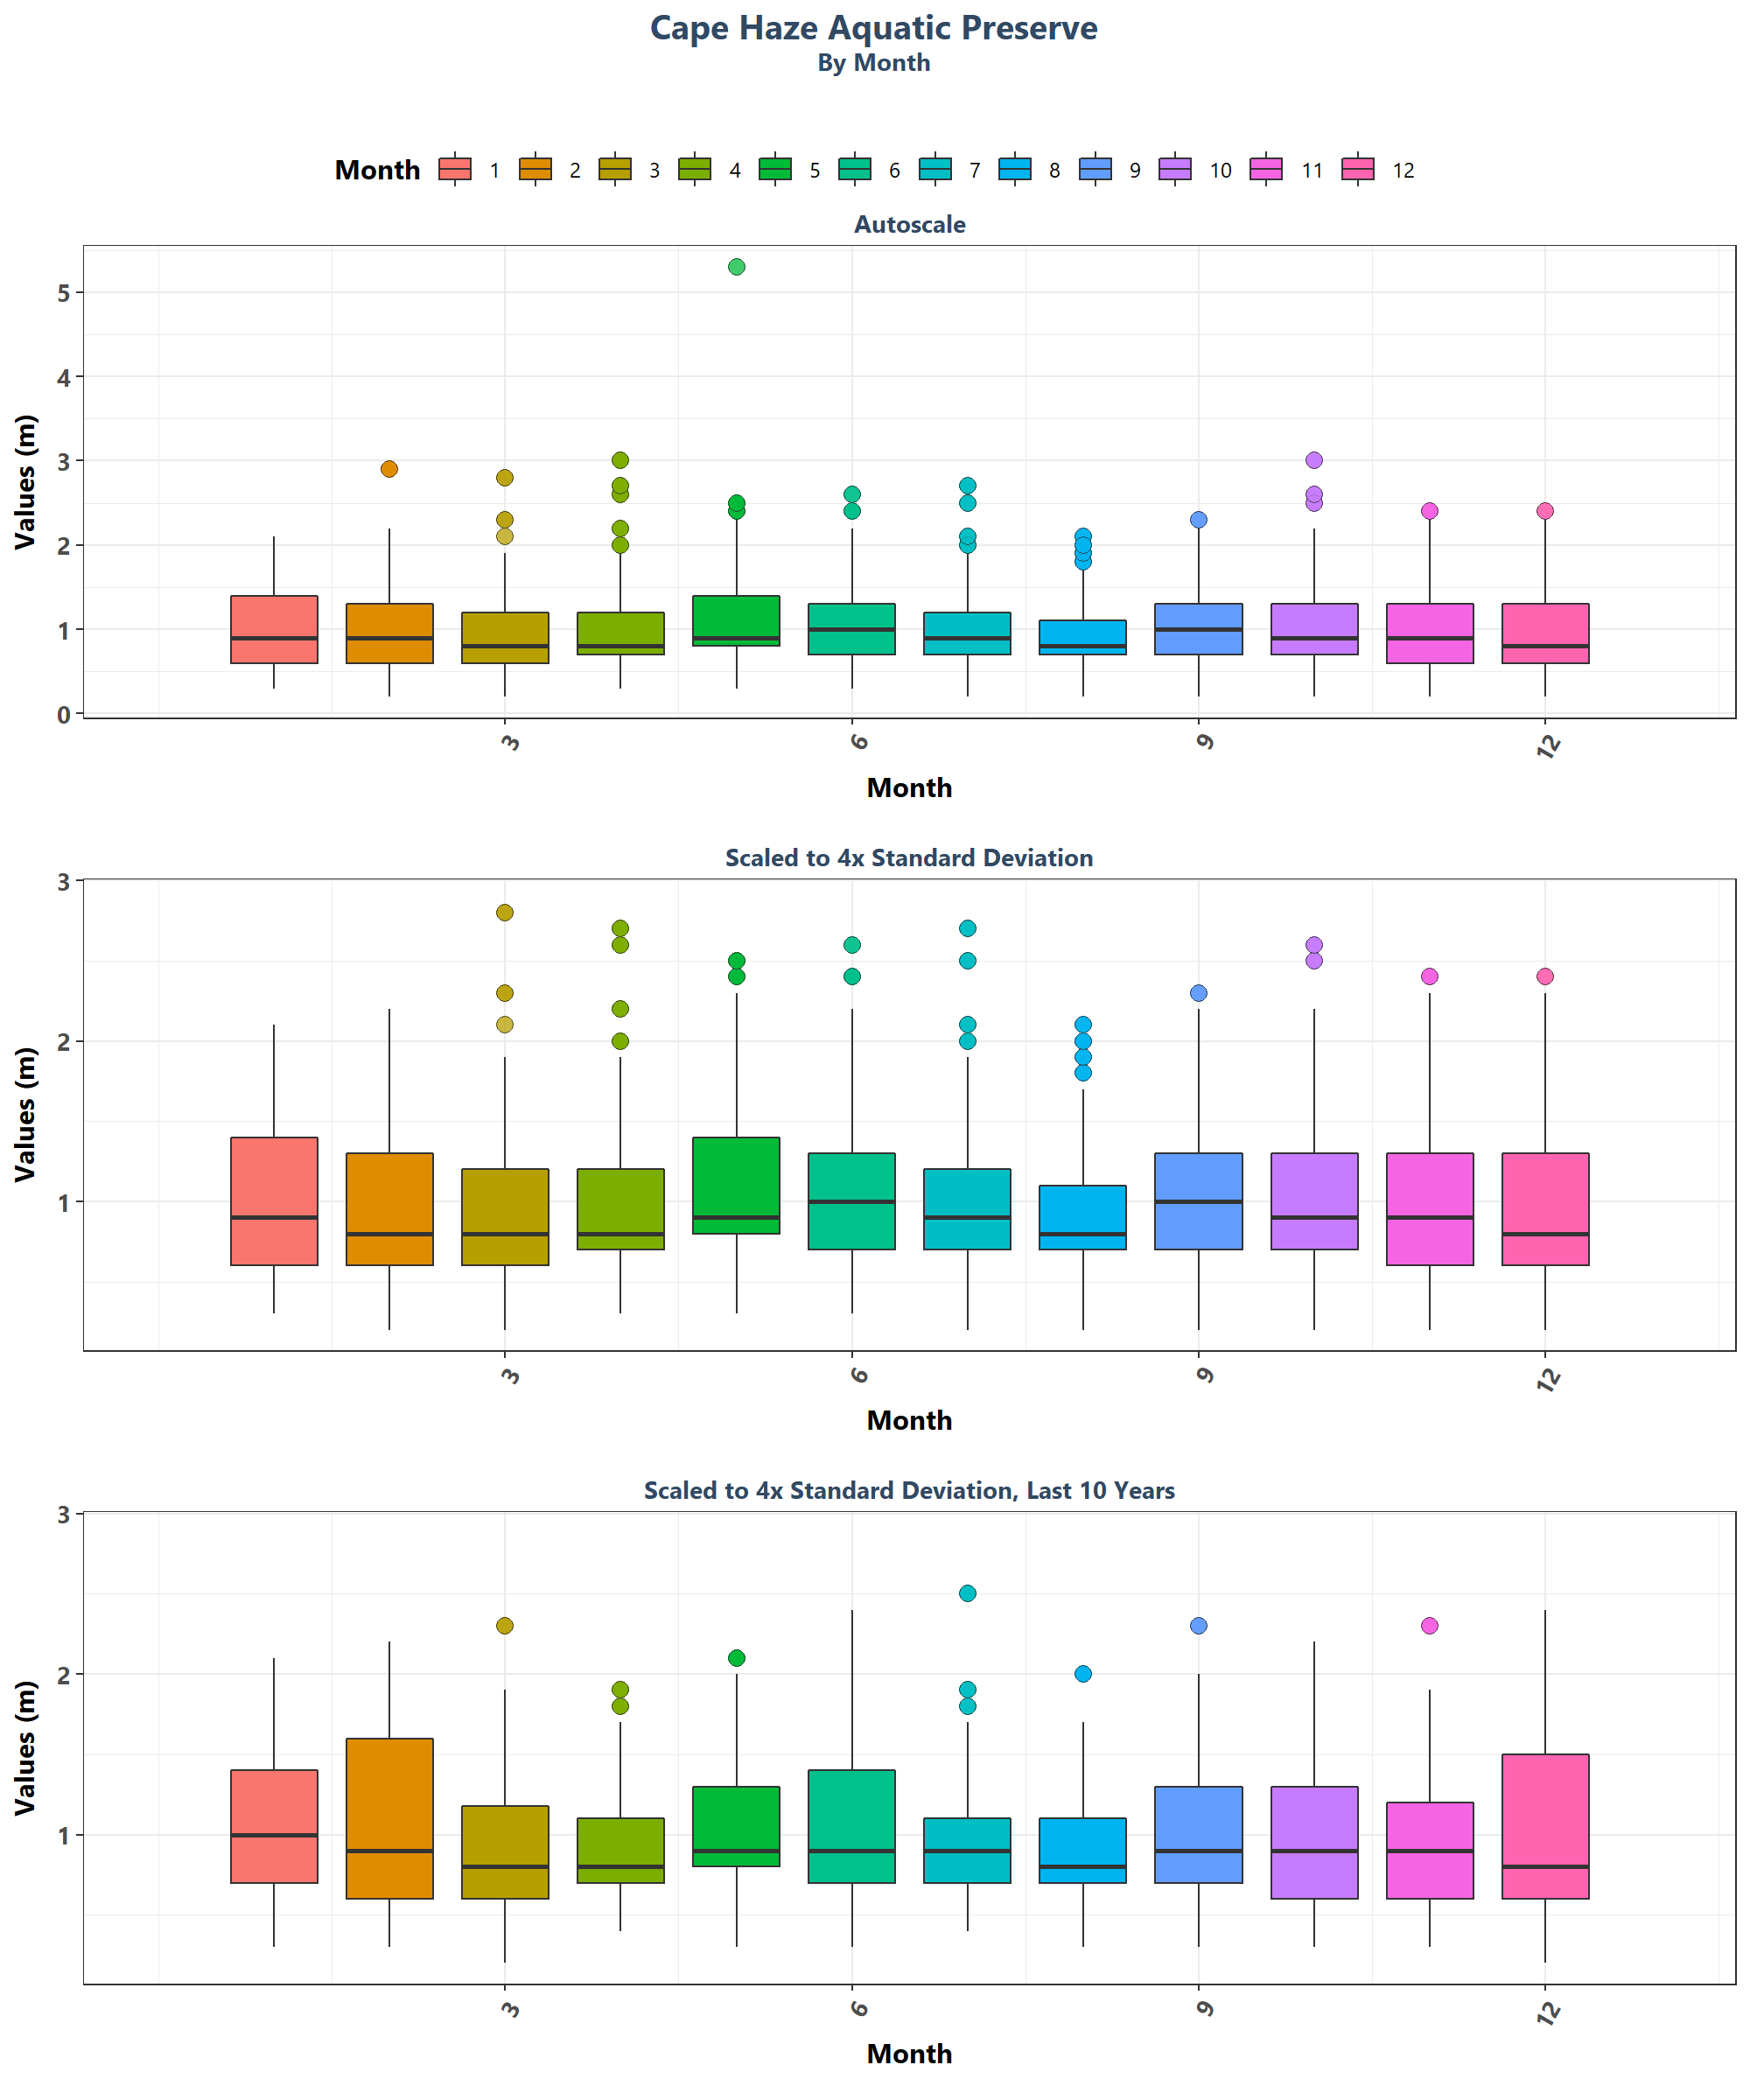 Cape Haze Aquatic Preserve
By Month
Month 1 2 3 4 5 6 7 8 9 10 11 12
Autoscale
Values (m)
5
4
3
2
1
0
3 6 9 12
Month
Scaled to 4x Standard Deviation
Values (m)
3
2
1
3 6 9 12
Month
Scaled to 4x Standard Deviation, Last 10 Years
Values (m)
3
2
1
3 6 9 12
Month